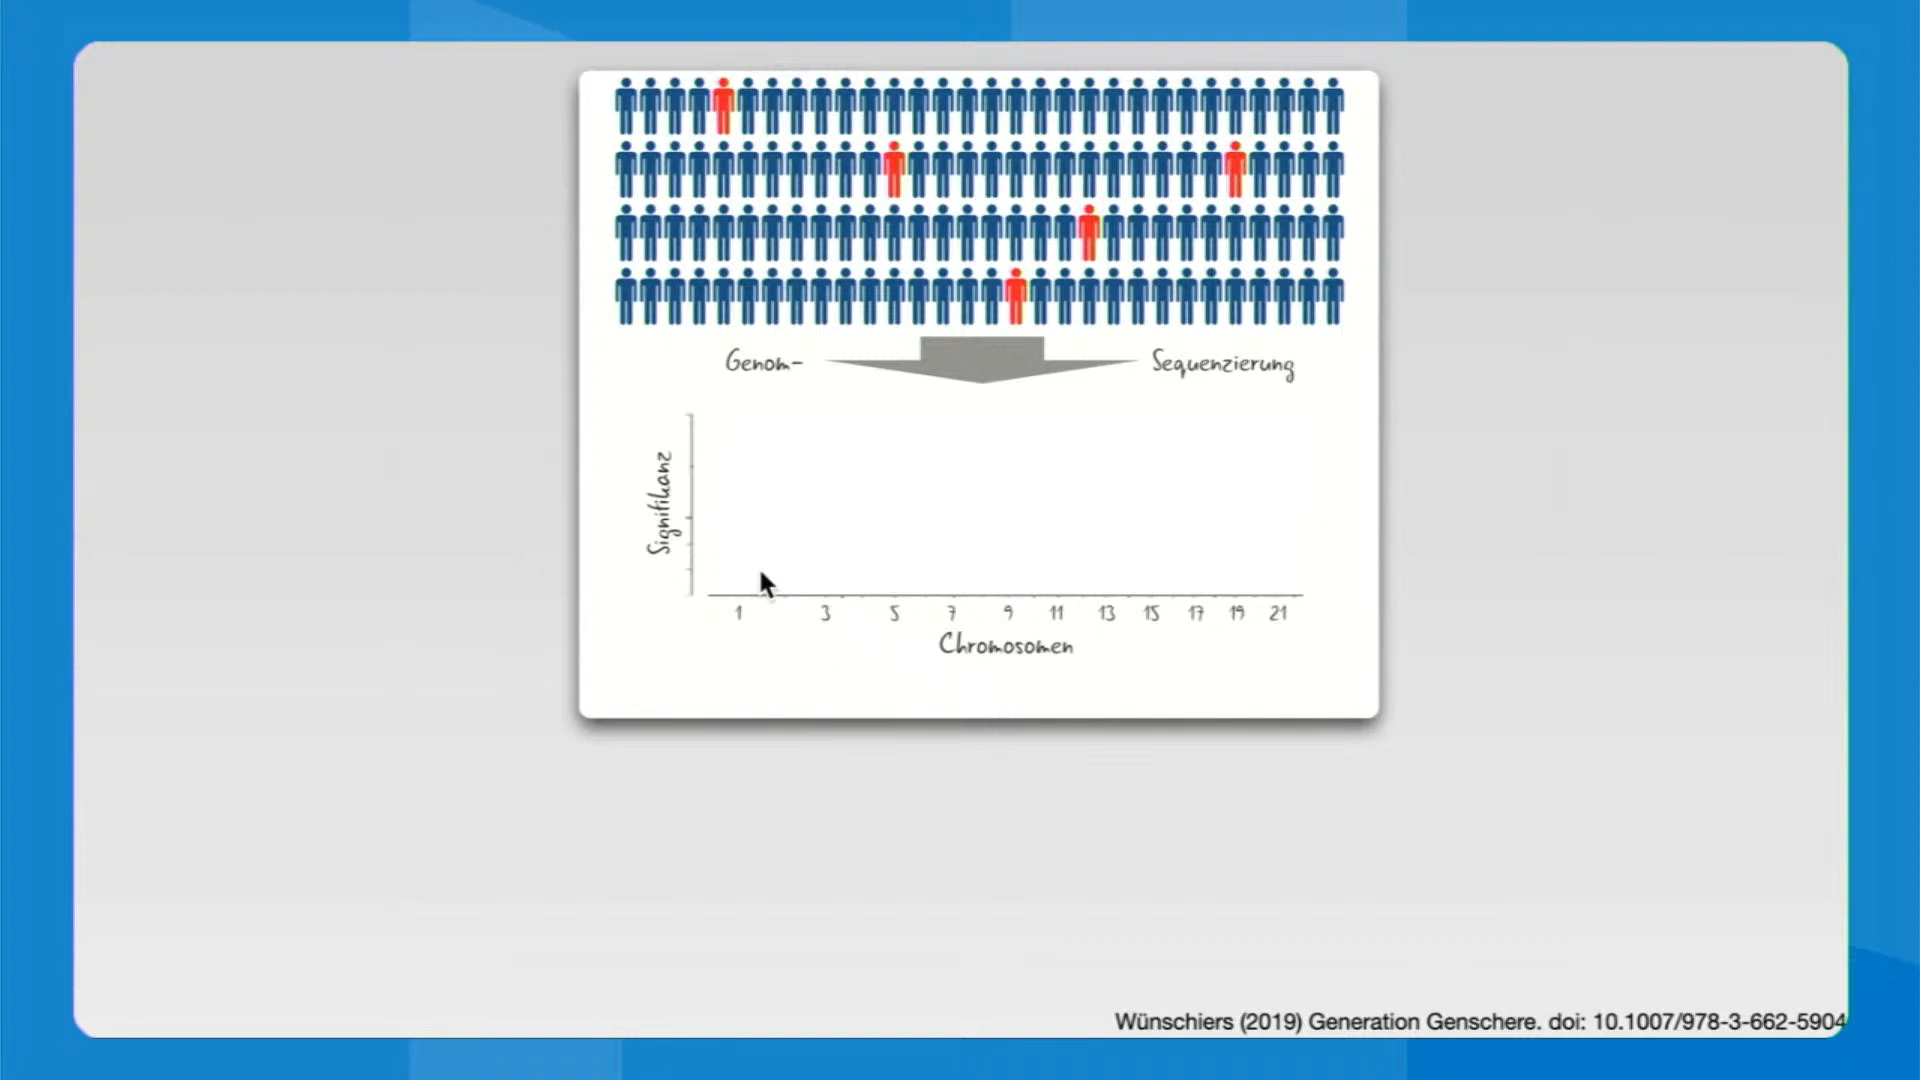 Genom-
Sequenzierung
Signifikanz
1 3 5 7 9 11 13 15 17 19 21
Chromosomen
Wünschiers (2019) Generation Genschere. doi: 10.1007/978-3-662-5904